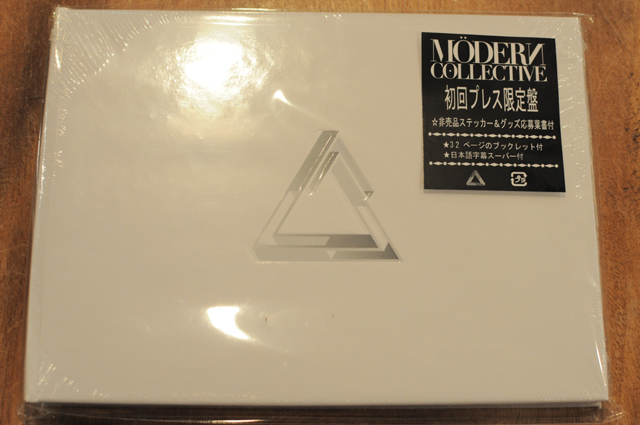 MÖDERN
COLLECTIVE
初回プレス限定盤
☆非売品ステッカー&グッズ応募葉書付
★32 ページのブックレット付
★日本語字幕スーパー付